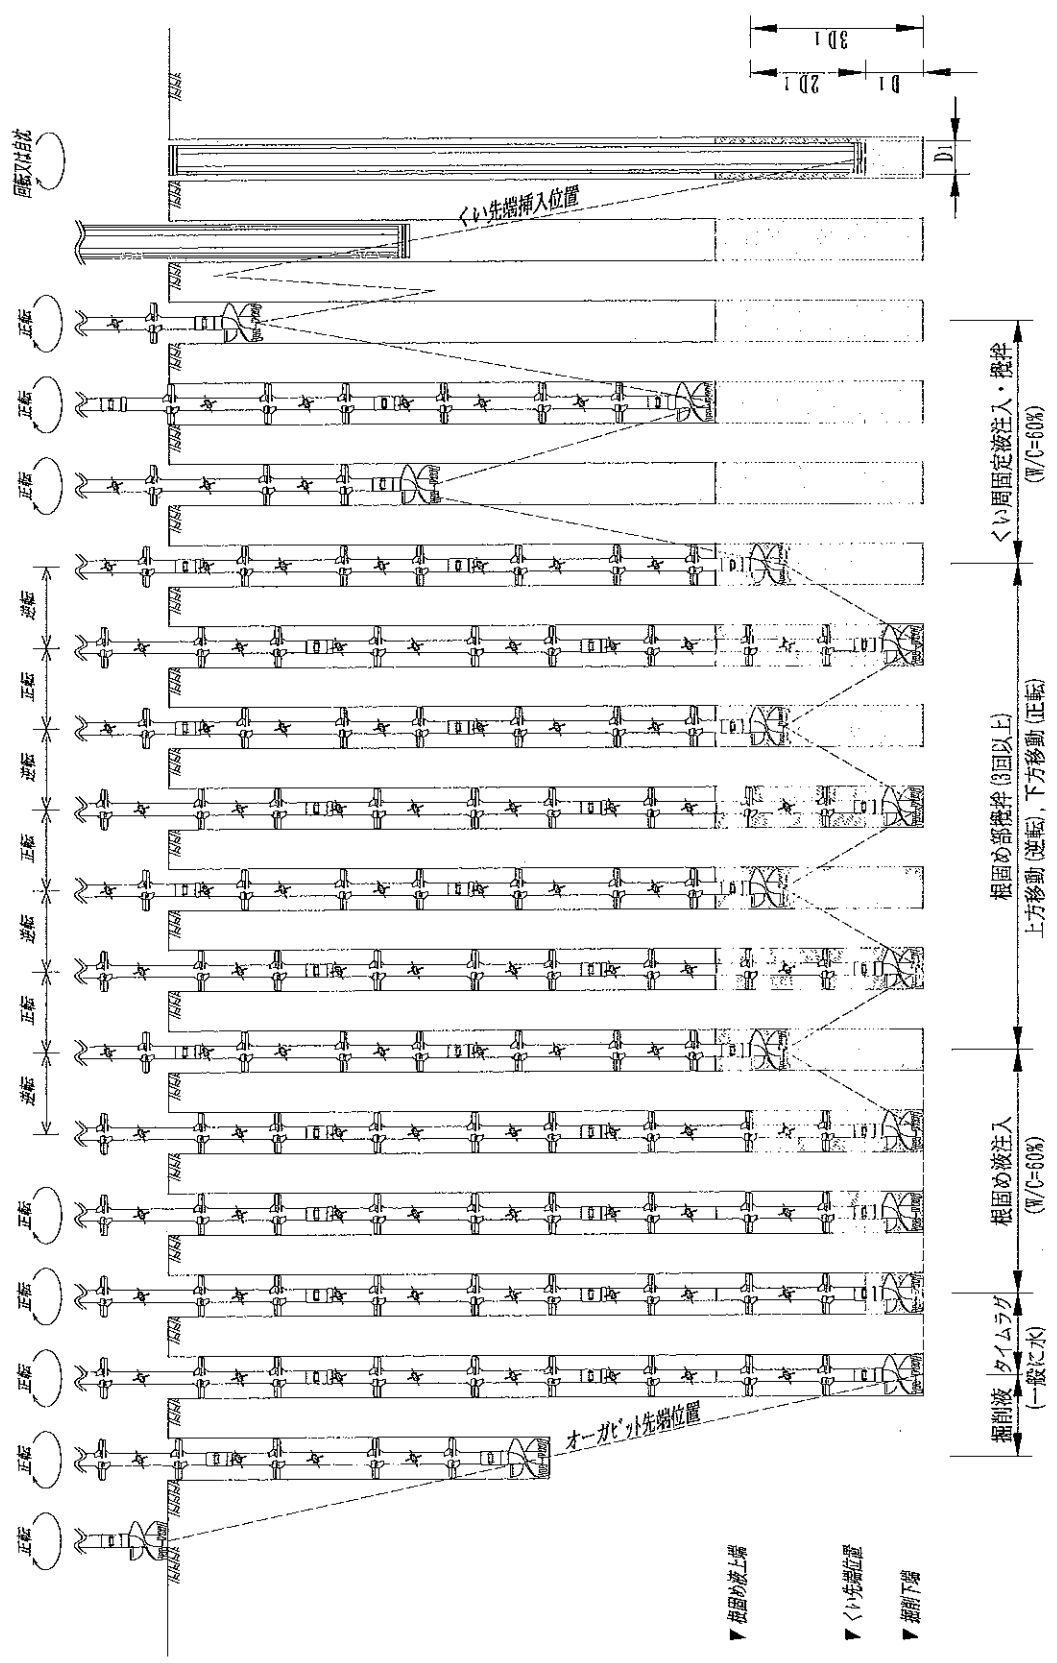 正転
正転
正転
正転
正転
逆転
正転
逆転
正転
逆転
正転
逆転
正転
正転
正転
回転又は自沈
オーガビット先端位置
くい先端挿入位置
▼根固め液上端
▼くい先端位置
▼掘削下端
掘削液
タイムラグ
(一般に水)
根固め液注入
(W/C=60%)
根固め部攪拌(3回以上)
上方移動(逆転), 下方移動(正転)
くい周固定液注入・攪拌
(W/C=60%)
D1
D1
2D1
3D1